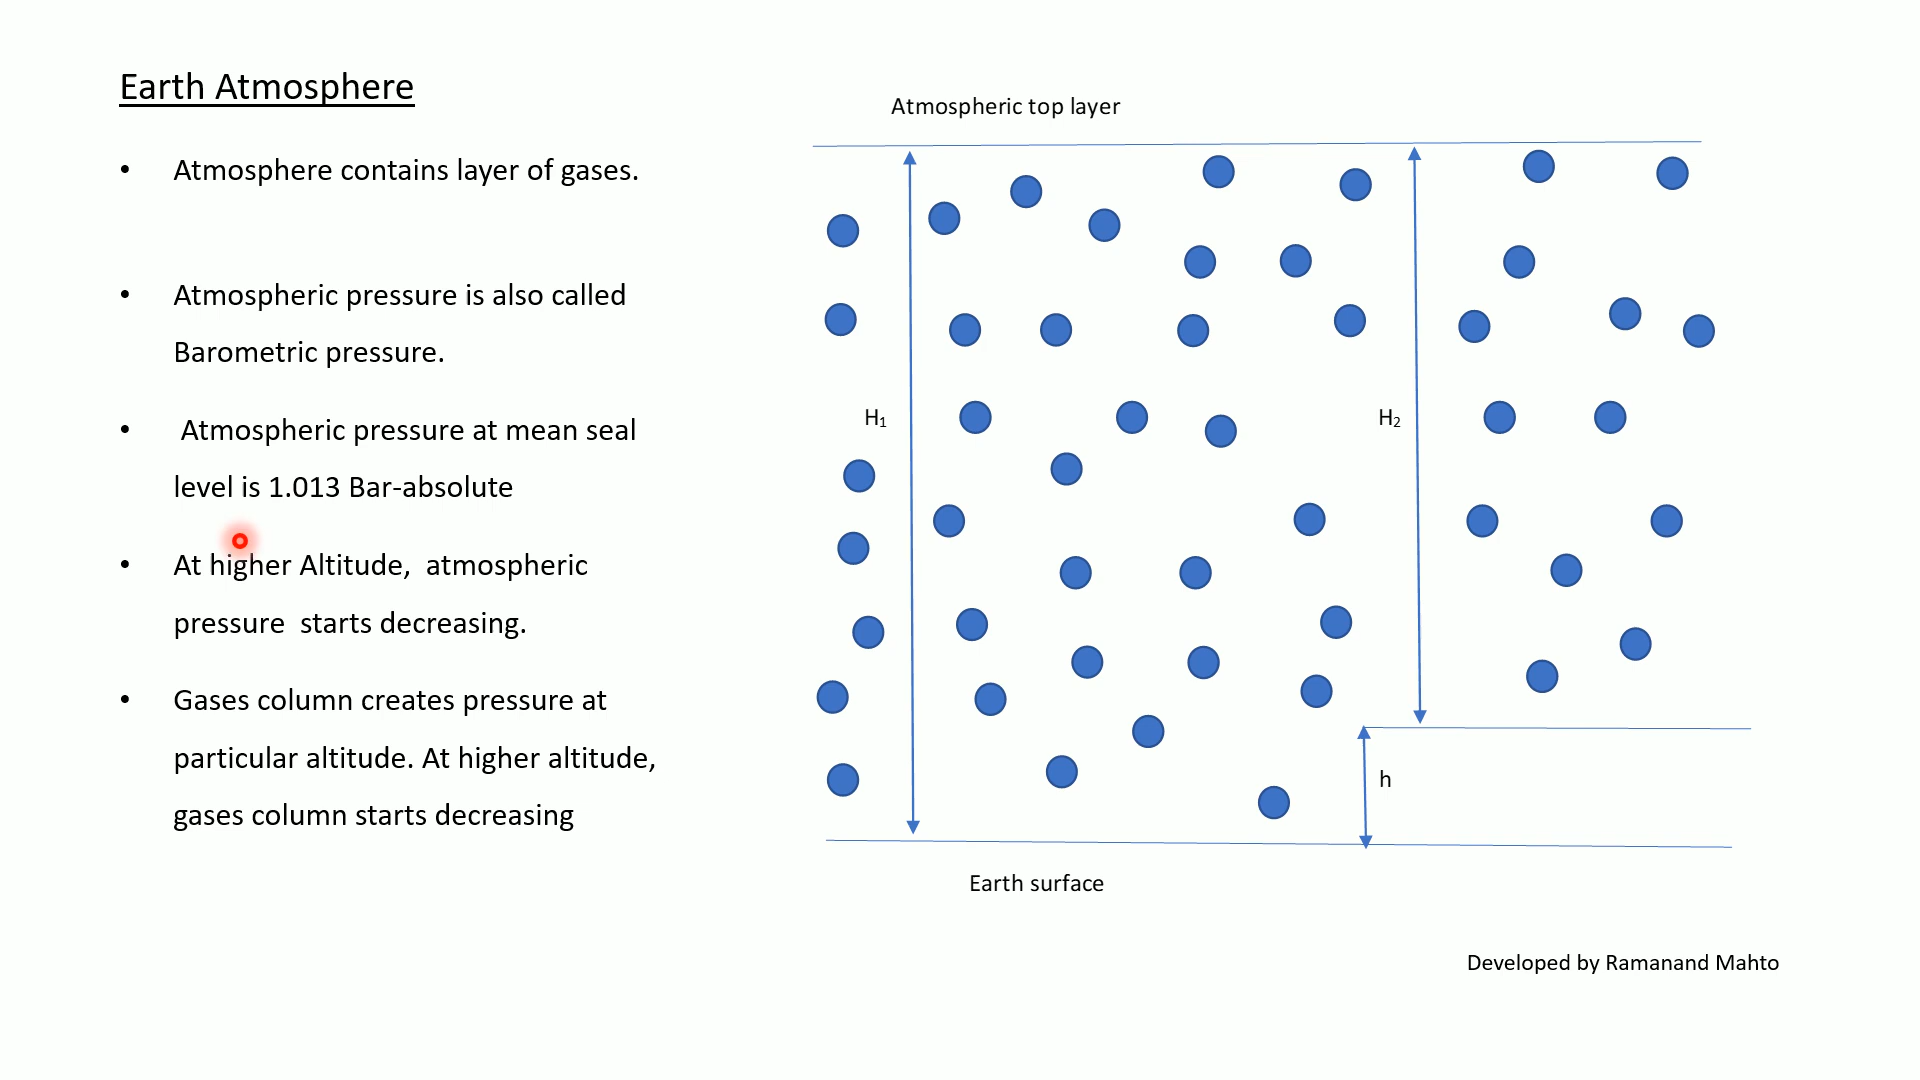 Earth Atmosphere
• Atmosphere contains layer of gases.
• Atmospheric pressure is also called
Barometric pressure.
• Atmospheric pressure at mean seal
level is 1.013 Bar-absolute
• At higher Altitude, atmospheric
pressure starts decreasing.
• Gases column creates pressure at
particular altitude. At higher altitude,
gases column starts decreasing
Atmospheric top layer
H₁
H₂
h
Earth surface
Developed by Ramanand Mahto